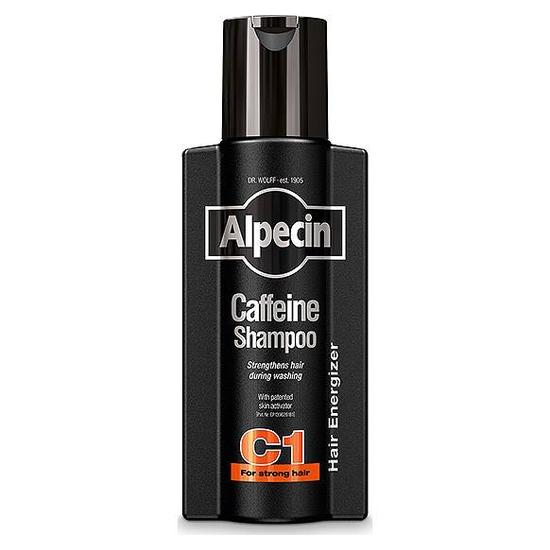 DR. WOLFF - est. 1905
Alpecin
Caffeine
Shampoo
Strengthens hair
during washing
With patented
skin activator
C1
For strong hair
Hair Energizer